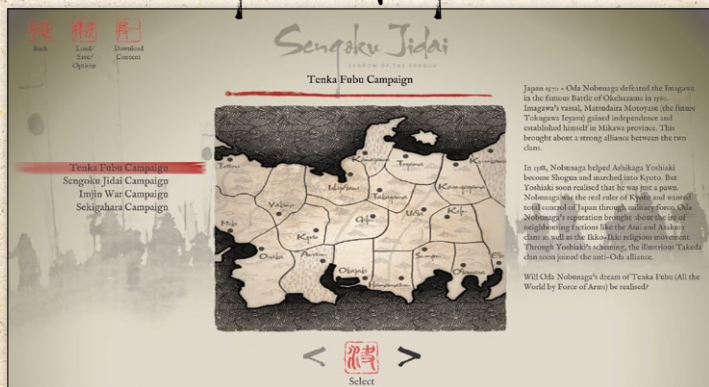 Back
Load/
Save/
Options
Download
Content
Sengoku Jidai
SHADOW OF THE SHOGUN
Tenka Fubu Campaign
Tenka Fubu Campaign
Sengoku Jidai Campaign
Imjin War Campaign
Sekigahara Campaign
Kanazawa
Toyama
Gifu
Kyoto
Osaka
Okazaki
Hamamatsu
Japan 1570 - Oda Nobunaga defeated the Imagawa
in the famous Battle of Okehazama in 1560.
Imagawa's vassal, Matsudaira Motoyasu (the future
Tokugawa Ieyasu) gained independence and
established himself in Mikawa province. This
brought about a strong alliance between the two
clans.
In 1568, Nobunaga helped Ashikaga Yoshiaki
become Shogun and marched into Kyoto. But
Yoshiaki soon realised that he was just a pawn.
Nobunaga was the real ruler of Kyoto and wanted
total control of Japan through military force. Oda
Nobunaga's reputation brought about the ire of
neighbouring factions like the Asai and Asakura
clans as well as the Ikko-Ikki religious movement.
Through Yoshiaki's scheming, the illustrious Takeda
clan soon joined the anti-Oda alliance.
Will Oda Nobunaga's dream of Tenka Fubu (All the
World by Force of Arms) be realised?
Select